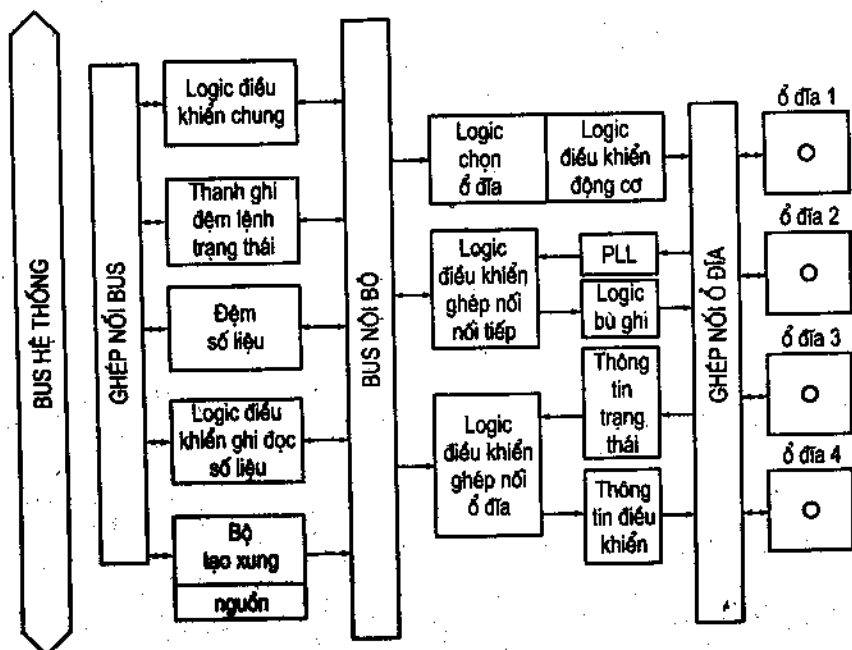 BUS HỆ THỐNG
GHÉP NỐI BUS
Logic điều
khiển chung
Thanh ghi
đệm lệnh
trạng thái
Đệm
số liệu
Logic điều
khiển ghi đọc
số liệu
Bộ
tạo xung
nguồn
BUS NỘI BỘ
Logic
chọn
ổ đĩa
Logic
điều khiển
động cơ
Logic
điều khiển
ghép nối
nối tiếp
PLL
Logic
bù ghi
Logic
điều khiển
ghép nối
ổ đĩa
Thông
tin
trạng
thái
Thông
tin điều
khiển
GHÉP NỐI Ổ ĐĨA
ổ đĩa 1
ổ đĩa 2
ổ đĩa 3
ổ đĩa 4